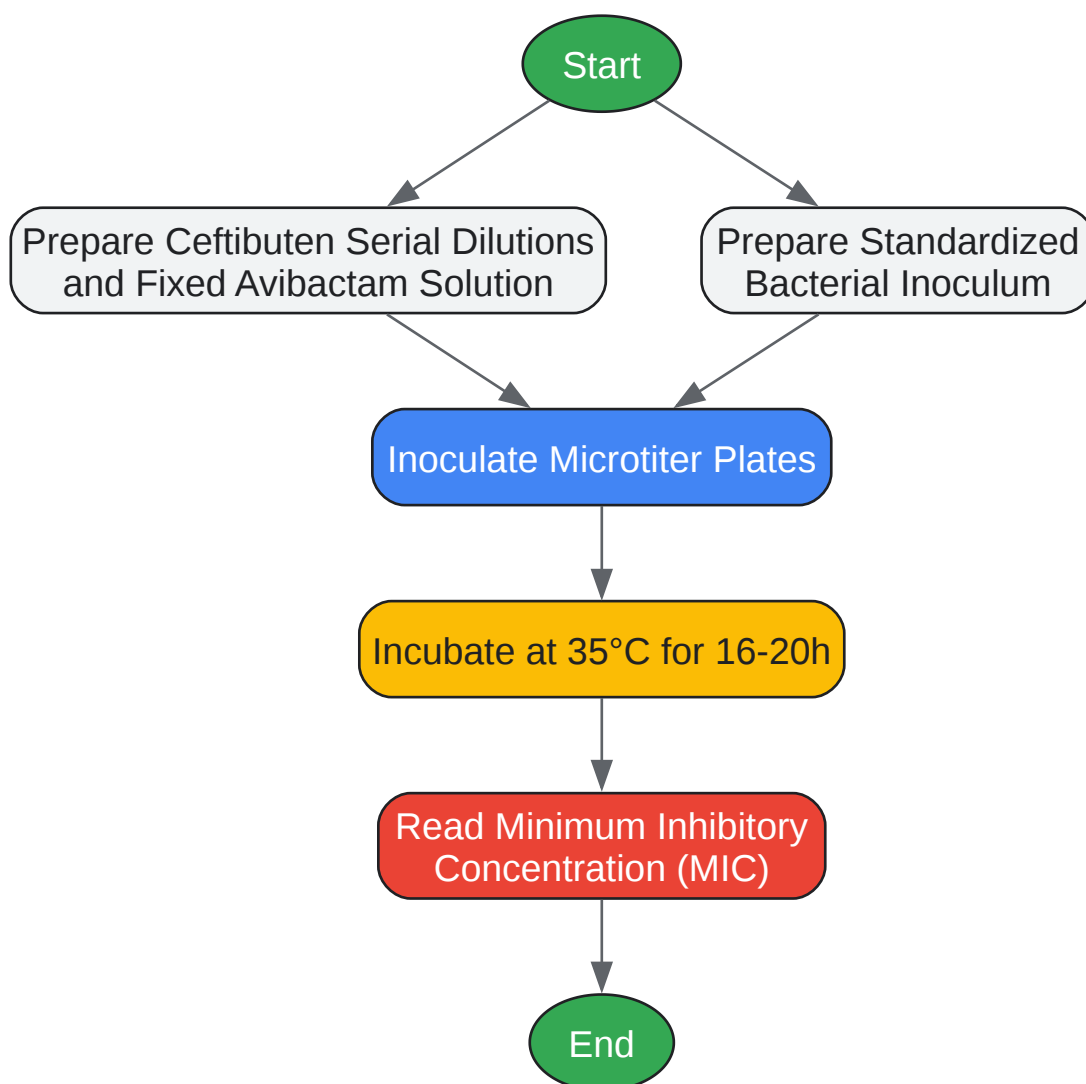 Start
Prepare Ceftibuten Serial Dilutions
and Fixed Avibactam Solution
Prepare Standardized
Bacterial Inoculum
Inoculate Microtiter Plates
Incubate at 35°C for 16-20h
Read Minimum Inhibitory
Concentration (MIC)
End